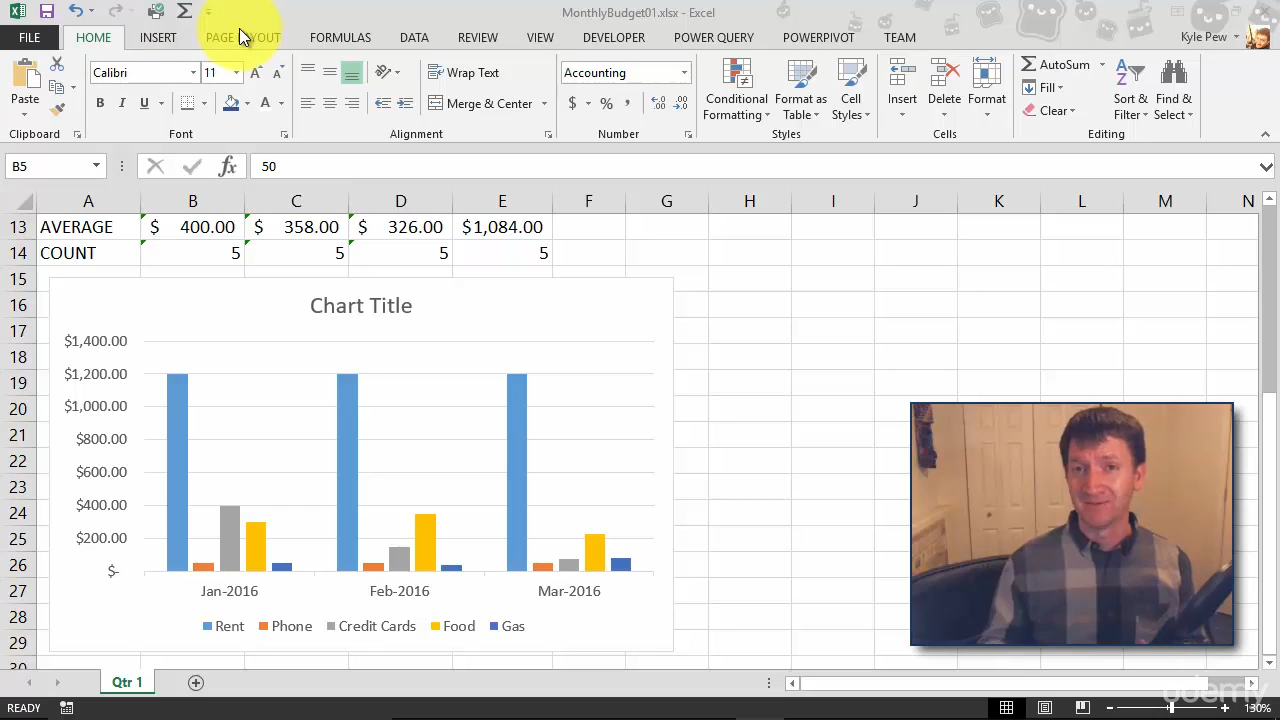 MonthlyBudget01.xlsx - Excel
FILE HOME INSERT PAGE LAYOUT FORMULAS DATA REVIEW VIEW DEVELOPER POWER QUERY POWERPIVOT TEAM Kyle Pew
Paste
Clipboard
Calibri 11
B I U A
Font
Wrap Text
Merge & Center
Alignment
Accounting
$ % ,
Number
Conditional Formatting
Format as Table
Cell Styles
Styles
Insert Delete Format
Cells
AutoSum
Fill
Clear
Sort & Filter
Find & Select
Editing
B5 fx 50
A B C D E F G H I J K L M N
13 AVERAGE $ 400.00 $ 358.00 $ 326.00 $1,084.00
14 COUNT 5 5 5 5
15
16
17
18
19
20
21
22
23
24
25
26
27
28
29
30
Chart Title
$1,400.00
$1,200.00
$1,000.00
$800.00
$600.00
$400.00
$200.00
$-
Jan-2016 Feb-2016 Mar-2016
Rent Phone Credit Cards Food Gas
Qtr 1
READY
130%
udemy